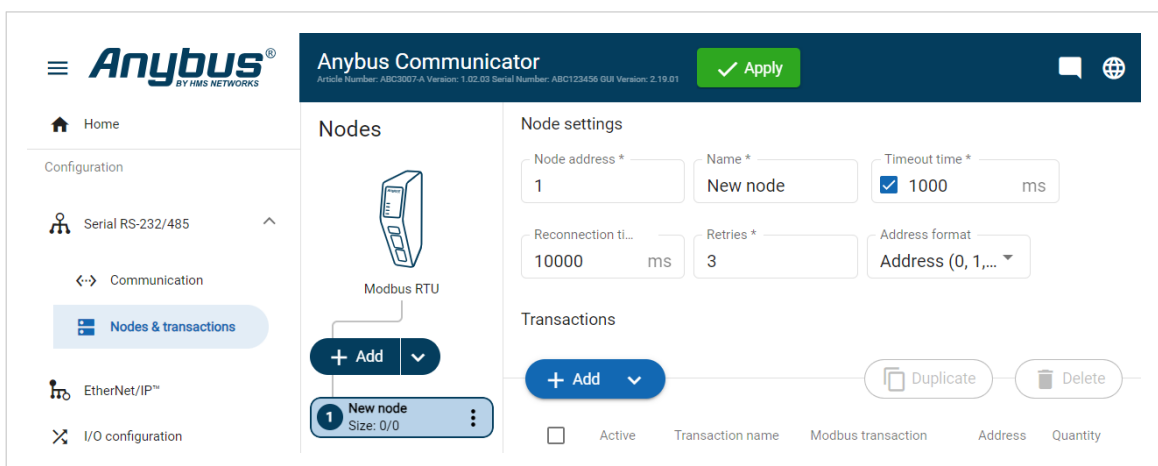 Anybus®
BY HMS NETWORKS
Anybus Communicator
Article Number: ABC3007-A Version: 1.02.03 Serial Number: ABC123456 GUI Version: 2.19.01
Apply
Home
Configuration
Serial RS-232/485
Communication
Nodes & transactions
EtherNet/IP™
I/O configuration
Nodes
Anybus
Modbus RTU
Add
1
New node
Size: 0/0
Node settings
Node address *
1
Name *
New node
Timeout time *
1000 ms
Reconnection ti...
10000 ms
Retries *
3
Address format
Address (0, 1,...
Transactions
Add
Duplicate
Delete
Active Transaction name Modbus transaction Address Quantity